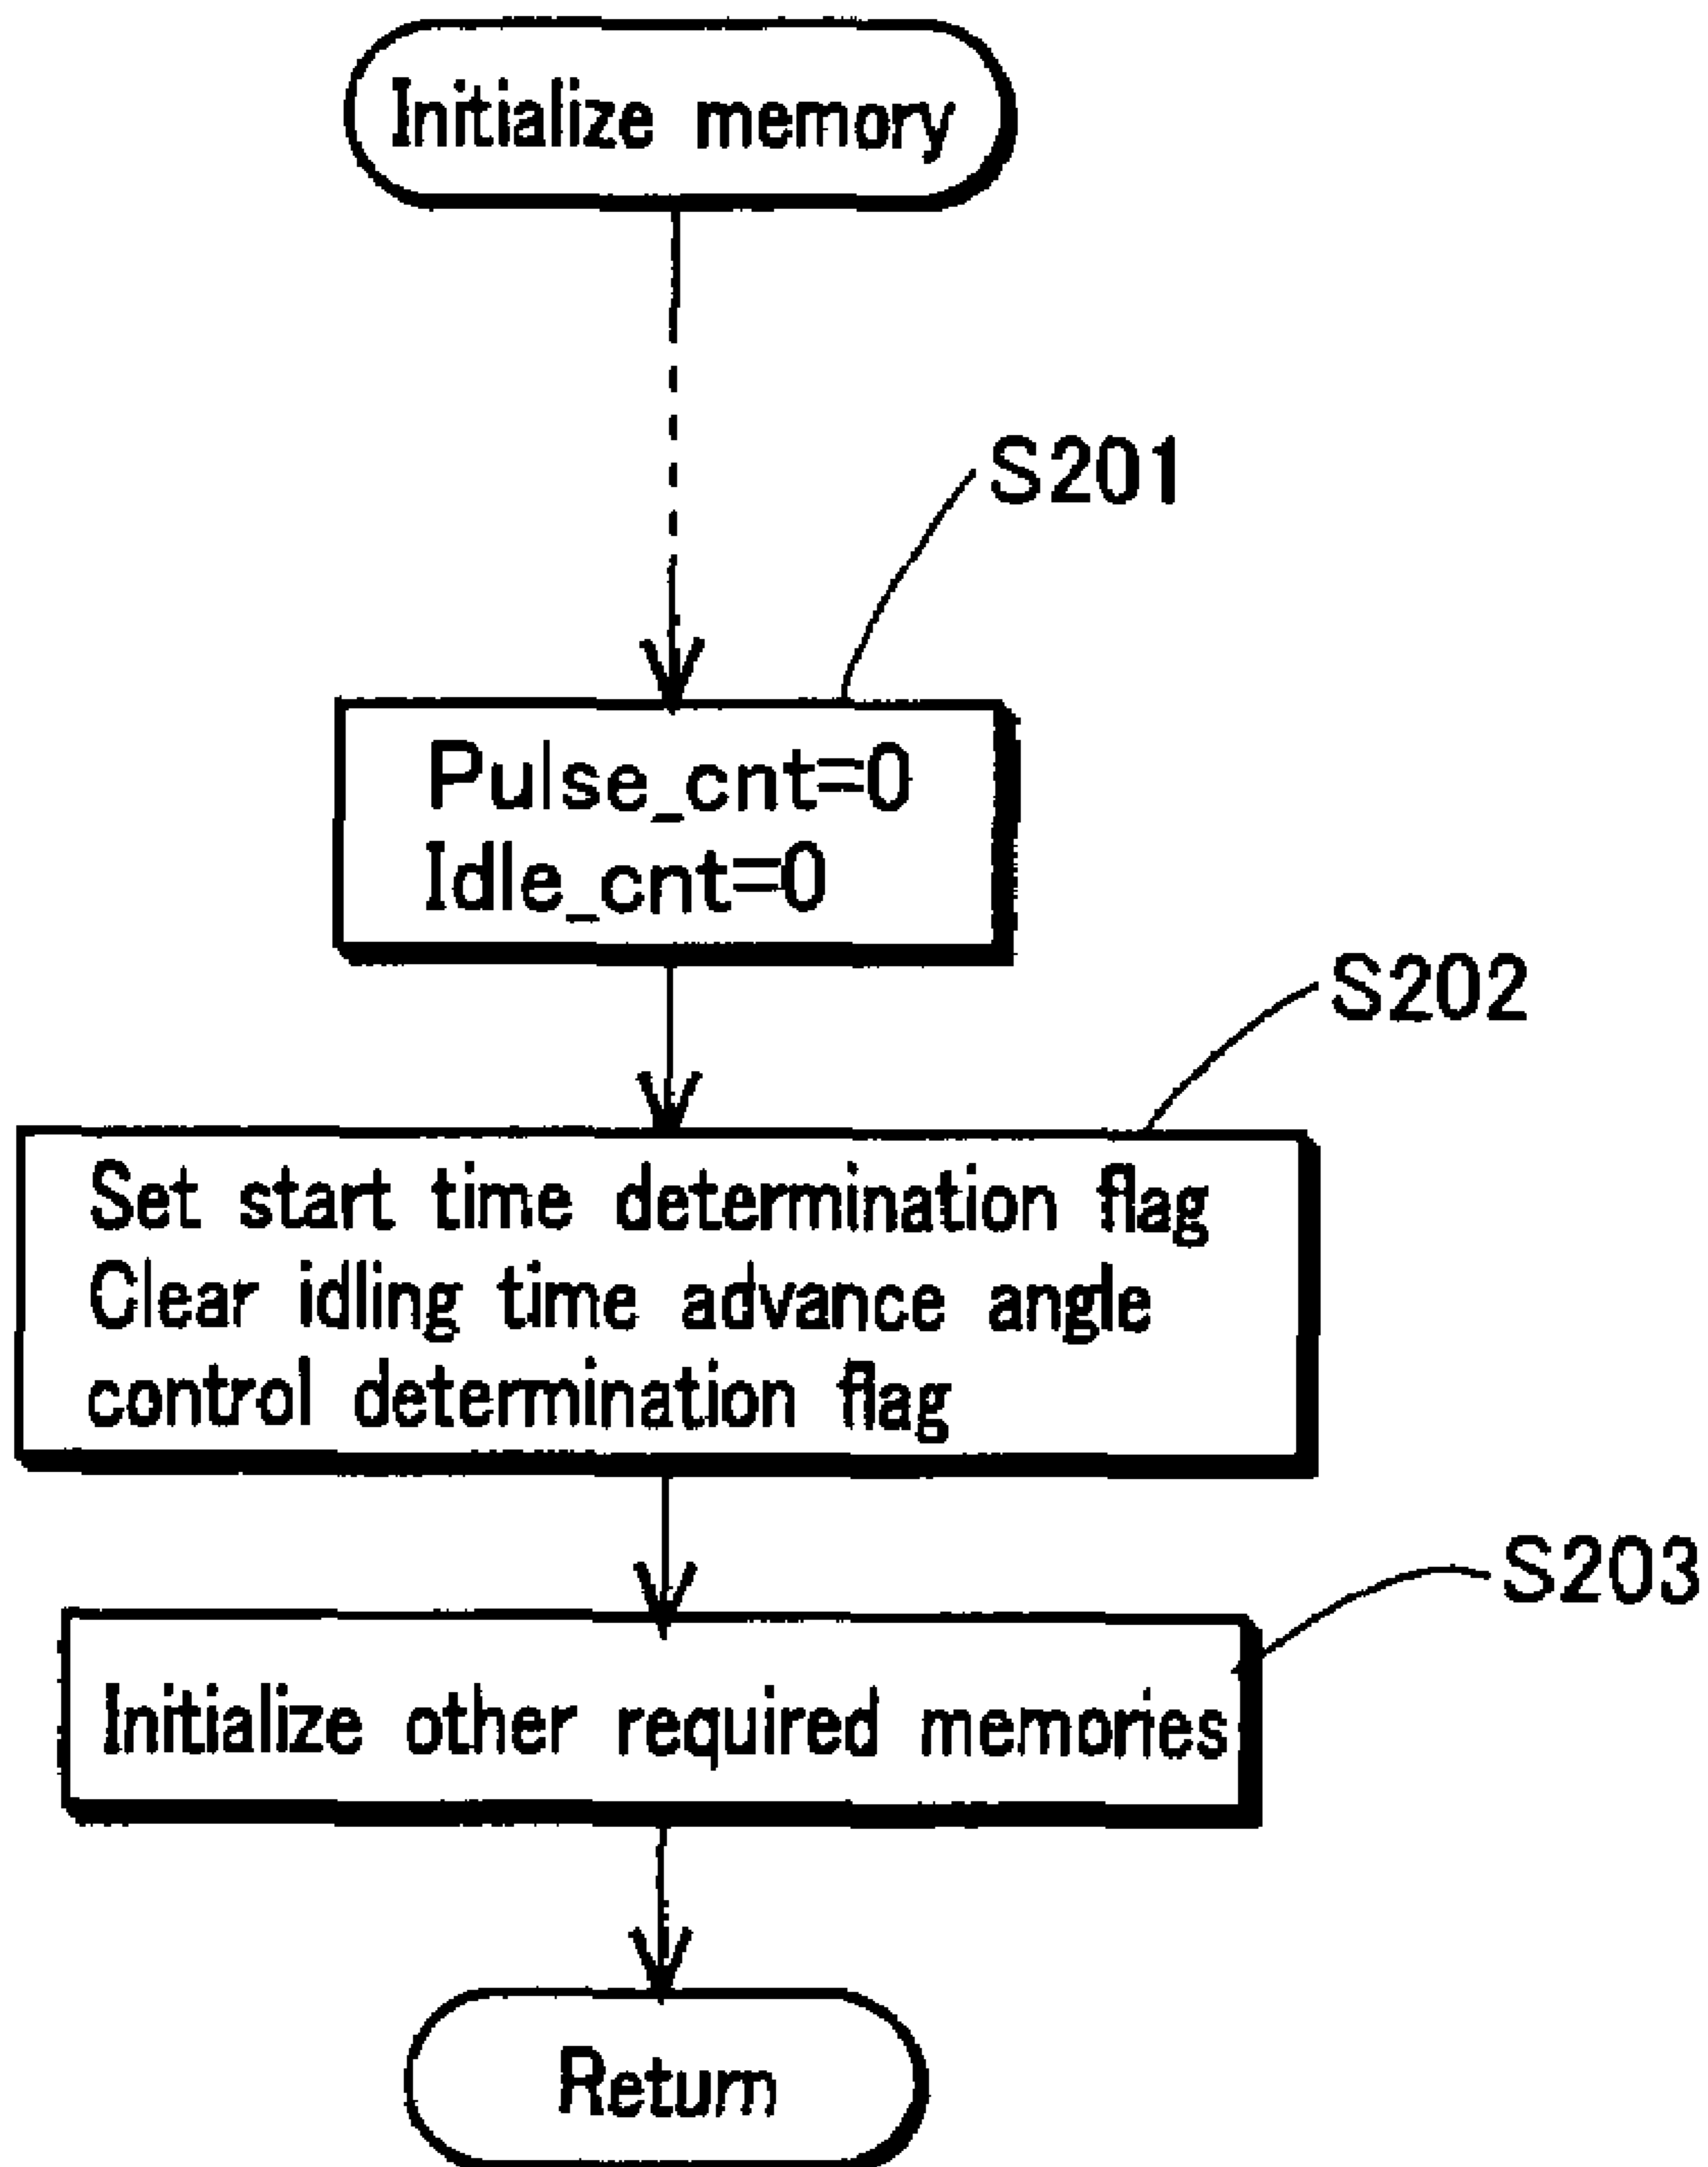 Initialize memory
S201
Pulse_cnt=0
Idle_cnt=0
S202
Set start time determination flag
Clear idling time advance angle
control determination flag
S203
Initialize other required memories
Return